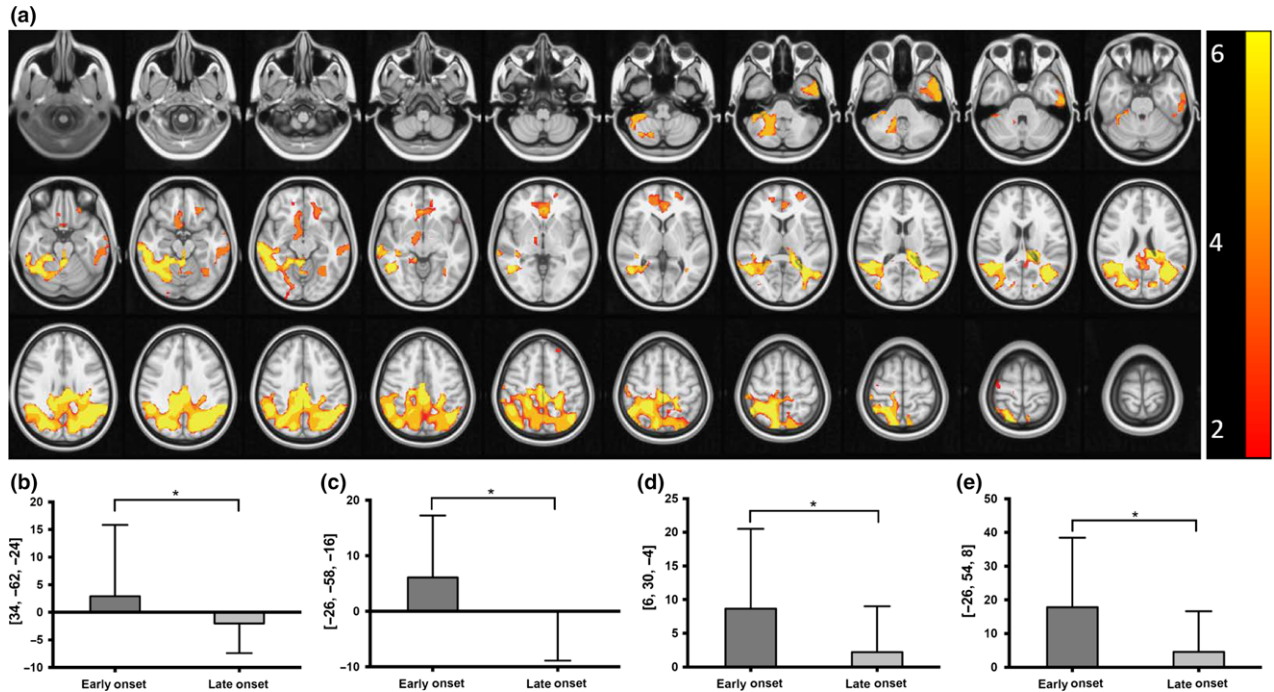 (a)
6
4
2
(b)
[34, −62, −24]
20
15
10
5
0
−5
−10
*
Early onset
Late onset
(c)
[−26, −58, −16]
20
10
0
−10
*
Early onset
Late onset
(d)
[6, 30, −4]
25
20
15
10
5
0
*
Early onset
Late onset
(e)
[−26, 54, 8]
50
40
30
20
10
0
*
Early onset
Late onset